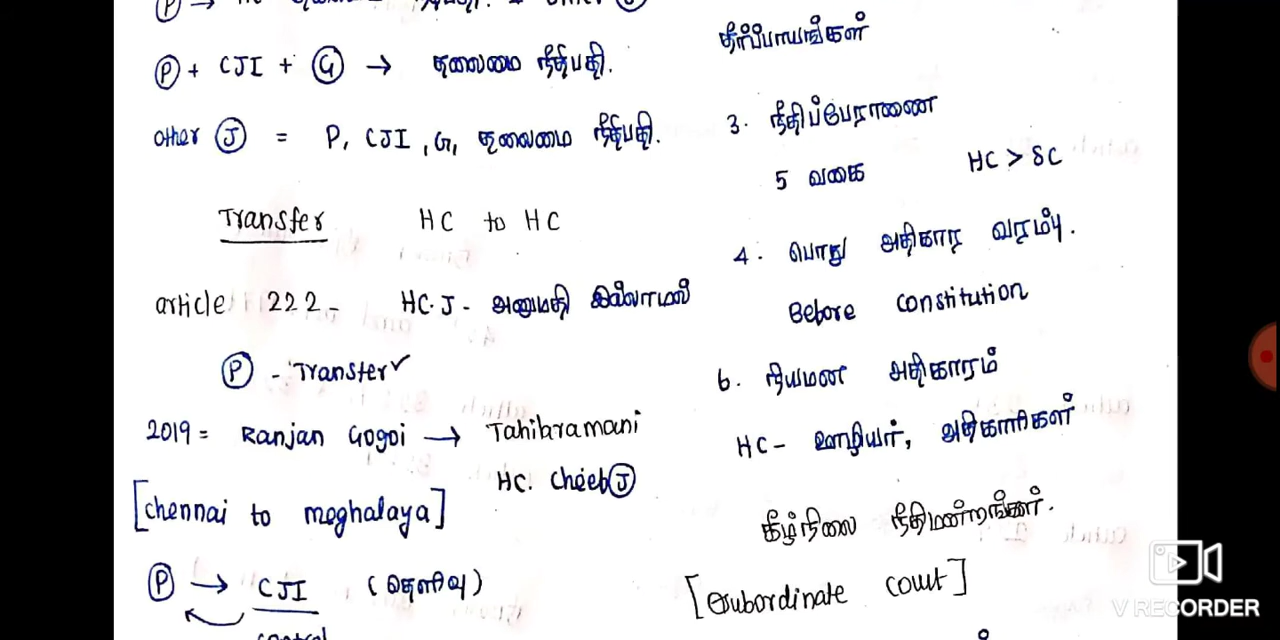 P + CJI + G → தலைமை நீதிபதி.
other J = P, CJI, G, தலைமை நீதிபதி.
Transfer HC to HC
article 222 - HC.J - அனுமதி இல்லாமல்
P - Transfer ✓
2019 = Ranjan Gogoi → Tahilramani
HC. Chief J
[Chennai to meghalaya]
P → CJI (தெளிவு)
control
தீர்ப்பாயங்கள்
3. நீதிப்பேராணை
5 வகை HC > SC
4. பொது அதிகார வரம்பு.
Before Constitution
6. நியமன அதிகாரம்
HC - ஊழியர், அதிகாரிகள்
கீழ்நிலை நீதிமன்றங்கள்.
[Subordinate court]
V RECORDER